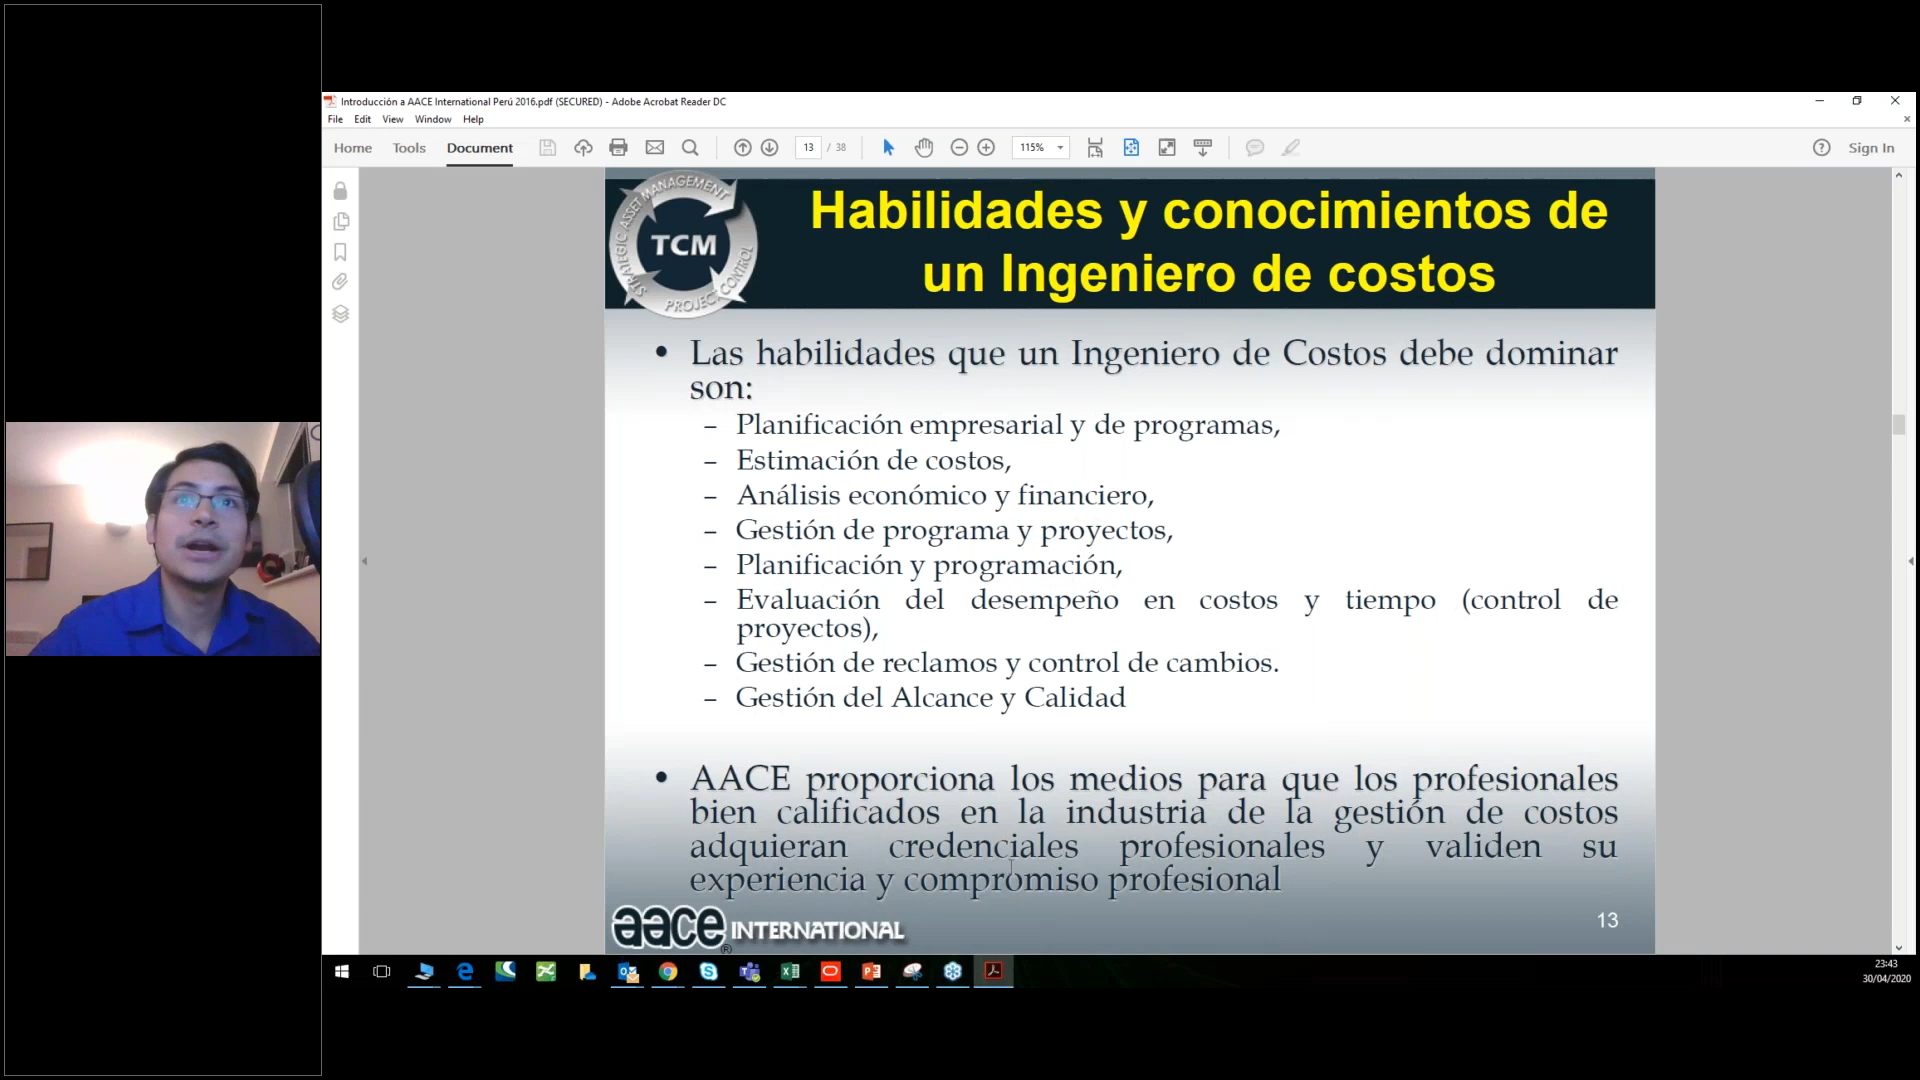 Introducción a AACE International Perú 2016.pdf (SECURED) - Adobe Acrobat Reader DC
File Edit View Window Help
Home Tools Document 13 / 38 115% Sign In
STRATEGIC ASSET MANAGEMENT
TCM
PROJECT CONTROL
Habilidades y conocimientos de
un Ingeniero de costos
• Las habilidades que un Ingeniero de Costos debe dominar
son:
– Planificación empresarial y de programas,
– Estimación de costos,
– Análisis económico y financiero,
– Gestión de programa y proyectos,
– Planificación y programación,
– Evaluación del desempeño en costos y tiempo (control de
proyectos),
– Gestión de reclamos y control de cambios.
– Gestión del Alcance y Calidad
• AACE proporciona los medios para que los profesionales
bien calificados en la industria de la gestión de costos
adquieran credenciales profesionales y validen su
experiencia y compromiso profesional
aace® INTERNATIONAL
13
23:43
30/04/2020